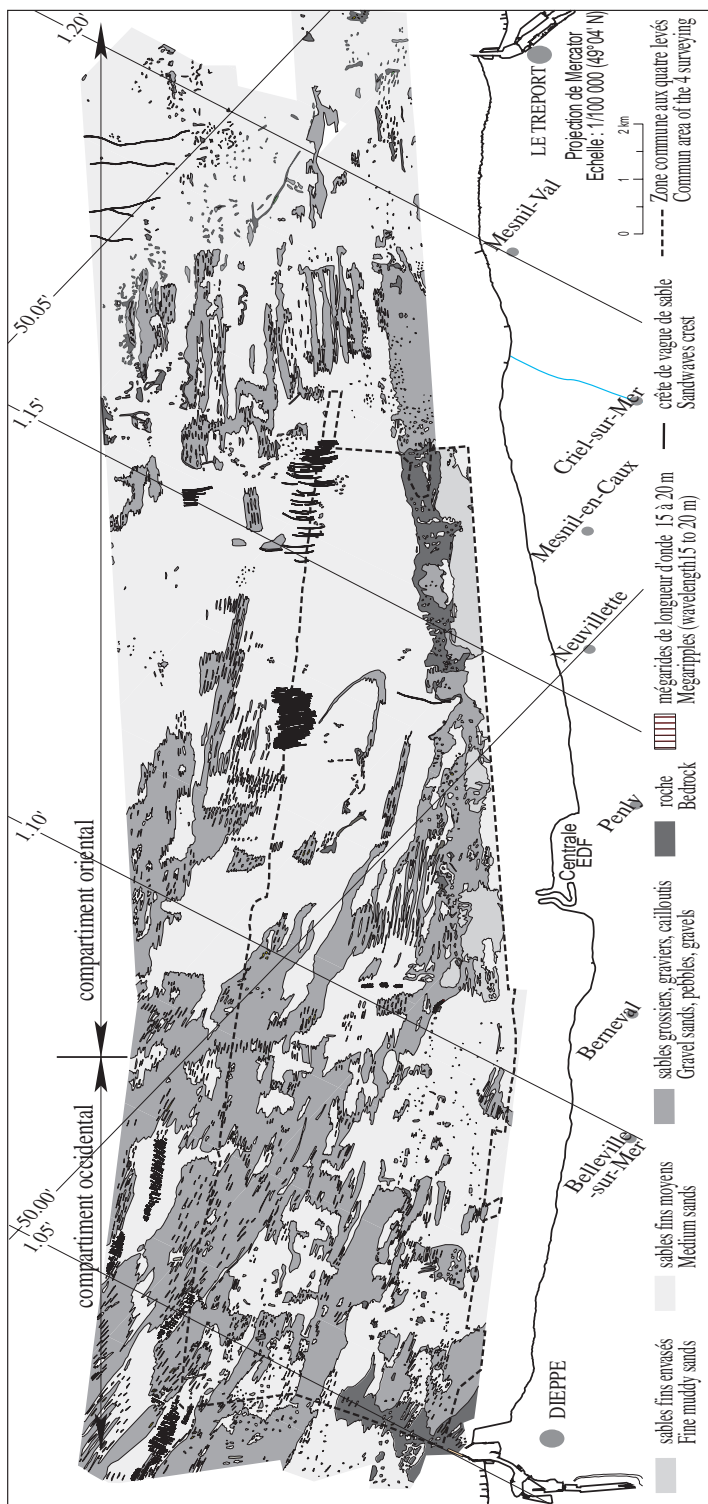 1.05'
50.00'
1.10'
1.15'
50.05'
1.20'
compartiment occidental
compartiment oriental
DIEPPE
Belleville
-sur-Mer
Berneval
Centrale
EDF
Penly
Neuvillette
Mesnil-en-Caux
Criel-sur-Mer
Mesnil-Val
LE TREPORT
Projection de Mercator
Echelle : 1/100 000 (49°04' N)
0 1 2 km
sables fins envasés
Fine muddy sands
sables fins moyens
Medium sands
sables grossiers, graviers, cailloutis
Gravel sands, pebbles, gravels
roche
Bedrock
mégarides de longueur d'onde 15 à 20 m
Megaripples (wavelength15 to 20 m)
crête de vague de sable
Sandwaves crest
Zone commune aux quatre levés
Commun area of the 4 surveying